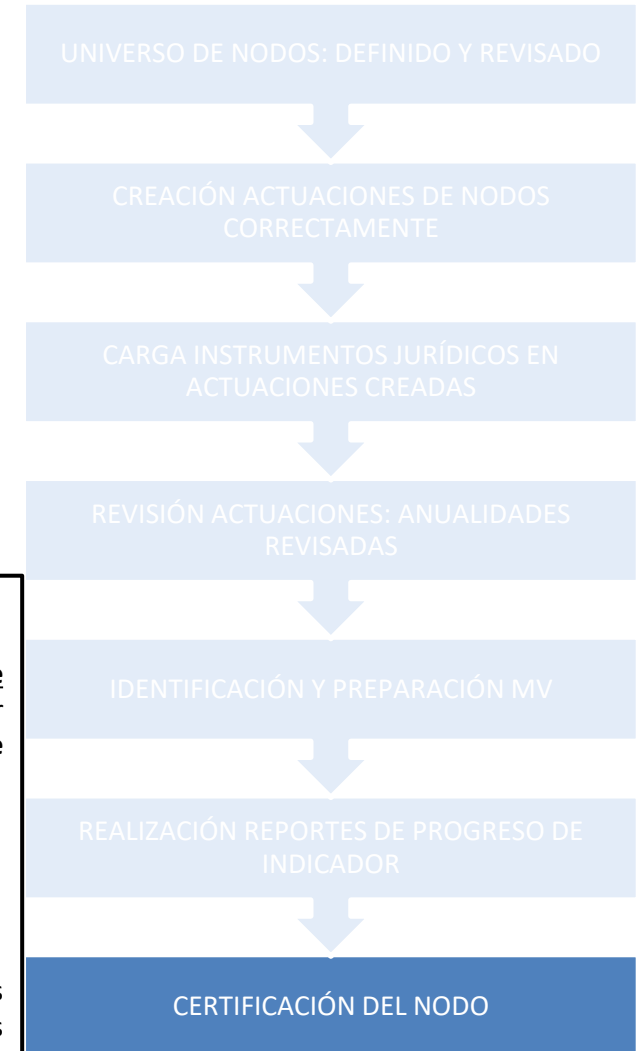 UNIVERSO DE NODOS: DEFINIDO Y REVISADO
CREACIÓN ACTUACIONES DE NODOS
CORRECTAMENTE
CARGA INSTRUMENTOS JURÍDICOS EN
ACTUACIONES CREADAS
REVISIÓN ACTUACIONES: ANUALIDADES
REVISADAS
IDENTIFICACIÓN Y PREPARACIÓN MV
REALIZACIÓN REPORTES DE PROGRESO DE
INDICADOR
CERTIFICACIÓN DEL NODO